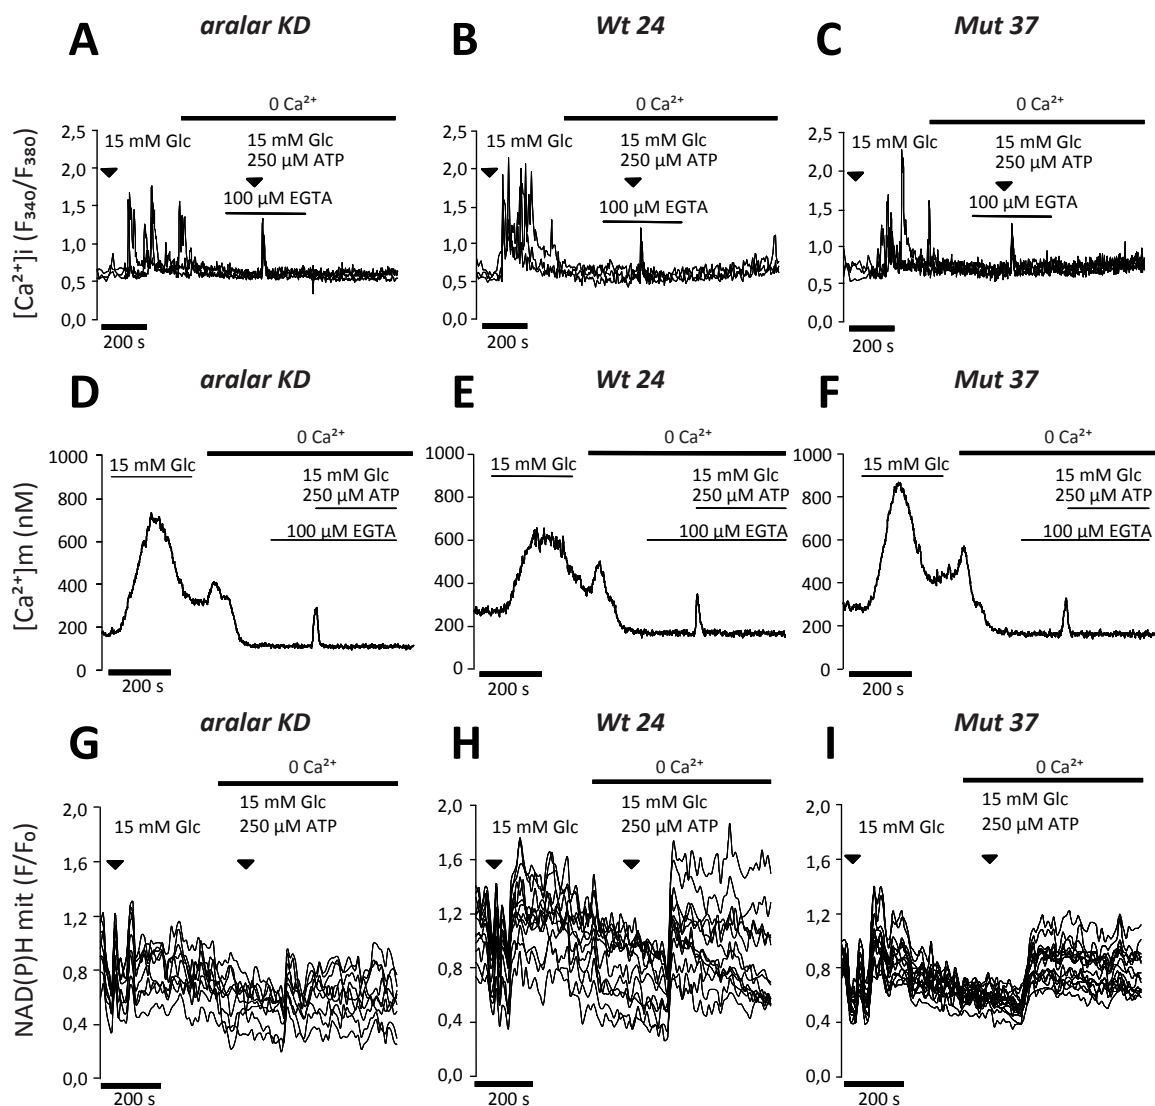 A
aralar KD
B
Wt 24
C
Mut 37
[Ca²⁺]i (F₃₄₀/F₃₈₀)
0 Ca²⁺
2,5
2,0
1,5
1,0
0,5
0,0
15 mM Glc
15 mM Glc
250 µM ATP
100 µM EGTA
200 s
0 Ca²⁺
2,5
2,0
1,5
1,0
0,5
0,0
15 mM Glc
15 mM Glc
250 µM ATP
100 µM EGTA
200 s
0 Ca²⁺
2,5
2,0
1,5
1,0
0,5
0,0
15 mM Glc
15 mM Glc
250 µM ATP
100 µM EGTA
200 s
D
aralar KD
E
Wt 24
F
Mut 37
[Ca²⁺]m (nM)
0 Ca²⁺
1000
800
600
400
200
0
15 mM Glc
15 mM Glc
250 µM ATP
100 µM EGTA
200 s
0 Ca²⁺
1000
800
600
400
200
0
15 mM Glc
15 mM Glc
250 µM ATP
100 µM EGTA
200 s
0 Ca²⁺
1000
800
600
400
200
0
15 mM Glc
15 mM Glc
250 µM ATP
100 µM EGTA
200 s
G
aralar KD
H
Wt 24
I
Mut 37
NAD(P)H mit (F/F₀)
0 Ca²⁺
2,0
1,6
1,2
0,8
0,4
0,0
15 mM Glc
15 mM Glc
250 µM ATP
200 s
0 Ca²⁺
2,0
1,6
1,2
0,8
0,4
0,0
15 mM Glc
15 mM Glc
250 µM ATP
200 s
0 Ca²⁺
2,0
1,6
1,2
0,8
0,4
0,0
15 mM Glc
15 mM Glc
250 µM ATP
200 s